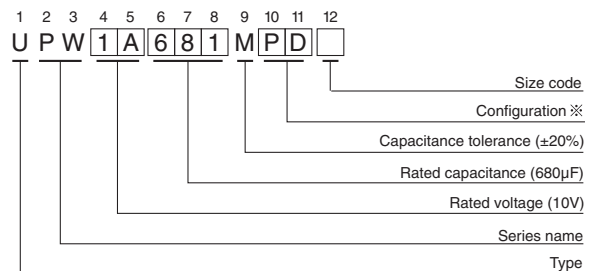 1 2 3 4 5 6 7 8 9 10 11 12
U P W 1 A 6 8 1 M P D
Size code
Configuration ※
Capacitance tolerance (±20%)
Rated capacitance (680µF)
Rated voltage (10V)
Series name
Type